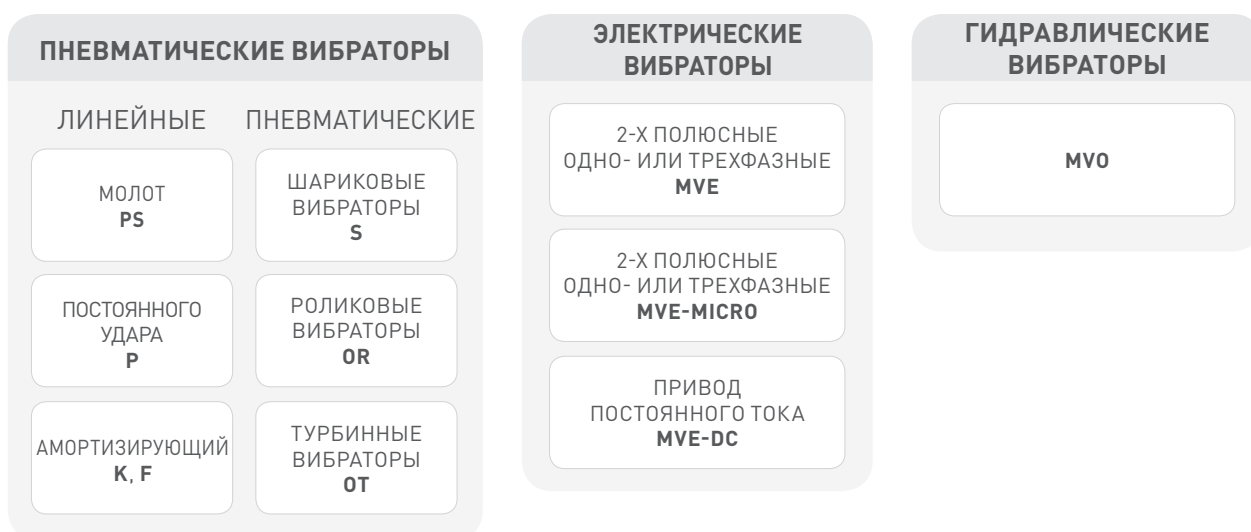 ПНЕВМАТИЧЕСКИЕ ВИБРАТОРЫ
ЛИНЕЙНЫЕ
МОЛОТ
PS
ПОСТОЯННОГО
УДАРА
P
АМОРТИЗИРУЮЩИЙ
K, F
ПНЕВМАТИЧЕСКИЕ
ШАРИКОВЫЕ
ВИБРАТОРЫ
S
РОЛИКОВЫЕ
ВИБРАТОРЫ
OR
ТУРБИННЫЕ
ВИБРАТОРЫ
OT
ЭЛЕКТРИЧЕСКИЕ
ВИБРАТОРЫ
2-Х ПОЛЮСНЫЕ
ОДНО- ИЛИ ТРЕХФАЗНЫЕ
MVE
2-Х ПОЛЮСНЫЕ
ОДНО- ИЛИ ТРЕХФАЗНЫЕ
MVE-MICRO
ПРИВОД
ПОСТОЯННОГО ТОКА
MVE-DC
ГИДРАВЛИЧЕСКИЕ
ВИБРАТОРЫ
MVO